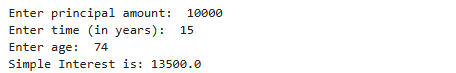 Enter principal amount:  10000
Enter time (in years):  15
Enter age:  74
Simple Interest is: 13500.0